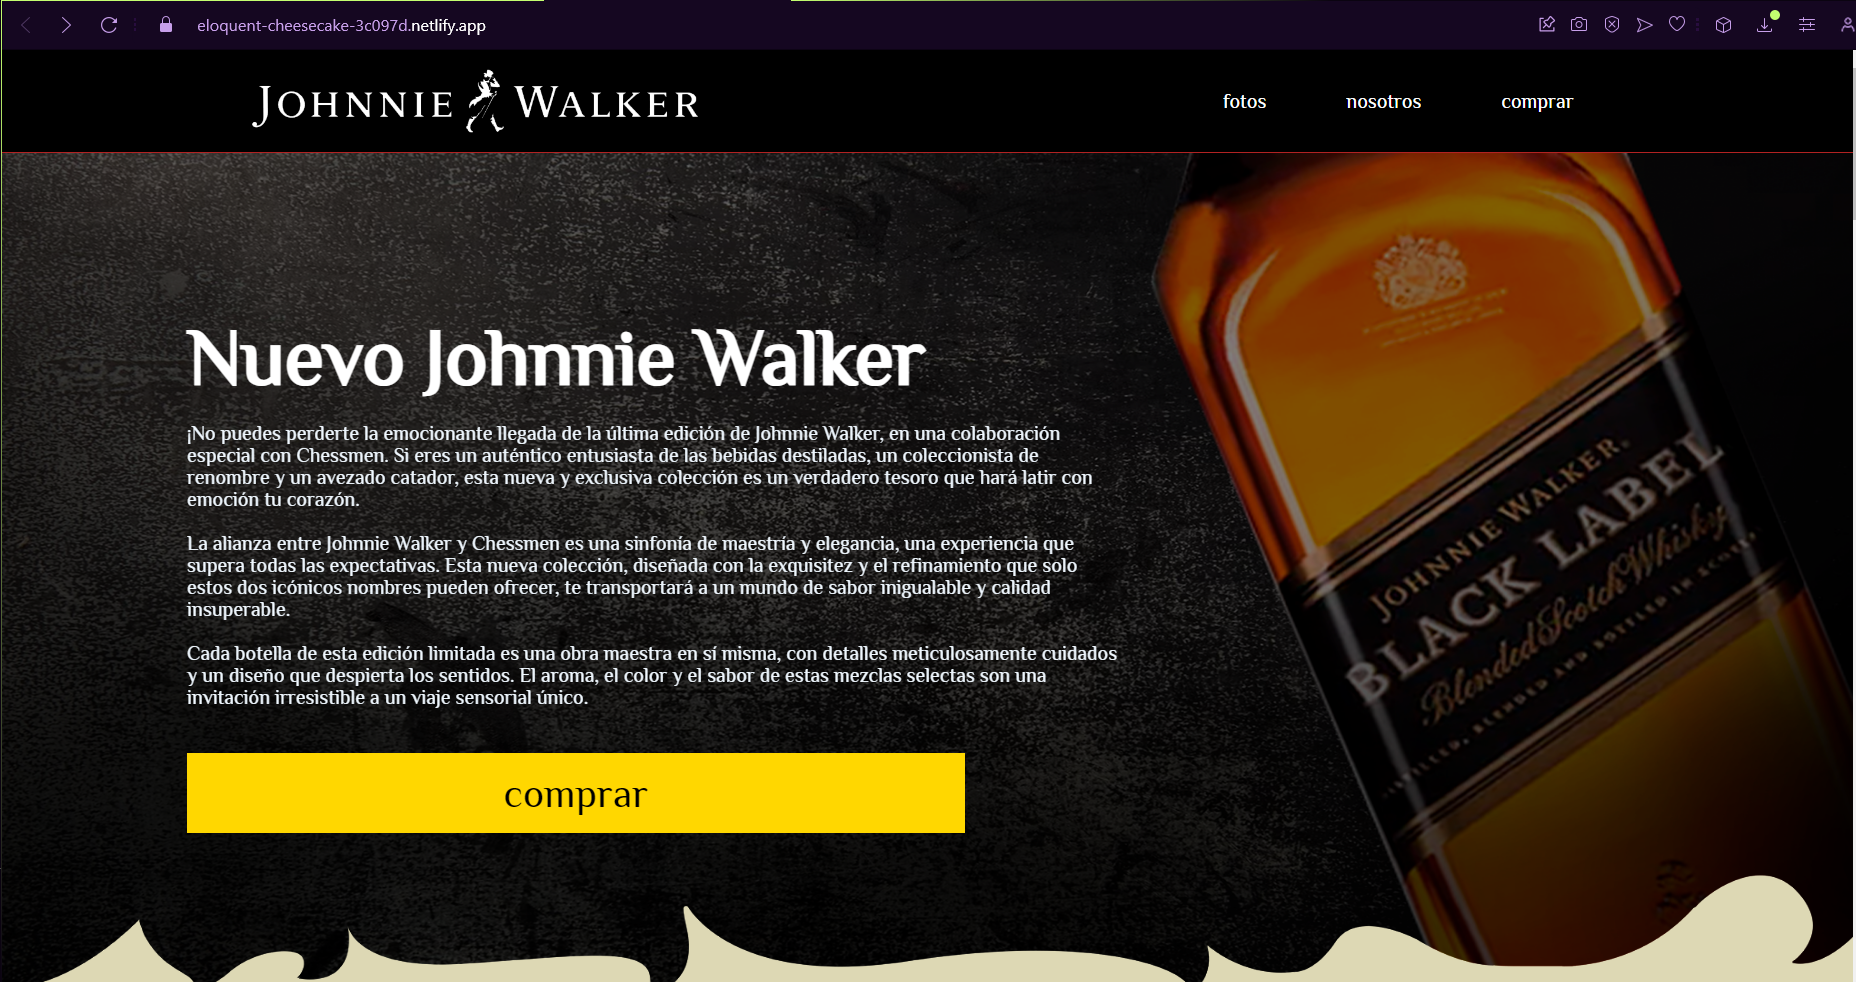 eloquent-cheesecake-3c097d.netlify.app
JOHNNIE WALKER
fotos
nosotros
comprar
Nuevo Johnnie Walker
¡No puedes perderte la emocionante llegada de la última edición de Johnnie Walker, en una colaboración
especial con Chessmen. Si eres un auténtico entusiasta de las bebidas destiladas, un coleccionista de
renombre y un avezado catador, esta nueva y exclusiva colección es un verdadero tesoro que hará latir con
emoción tu corazón.
La alianza entre Johnnie Walker y Chessmen es una sinfonía de maestría y elegancia, una experiencia que
supera todas las expectativas. Esta nueva colección, diseñada con la exquisitez y el refinamiento que solo
estos dos icónicos nombres pueden ofrecer, te transportará a un mundo de sabor inigualable y calidad
insuperable.
Cada botella de esta edición limitada es una obra maestra en sí misma, con detalles meticulosamente cuidados
y un diseño que despierta los sentidos. El aroma, el color y el sabor de estas mezclas selectas son una
invitación irresistible a un viaje sensorial único.
comprar
JOHNNIE WALKER.
BLACK LABEL
Blended Scotch Whisky
DISTILLED, BLENDED AND BOTTLED IN